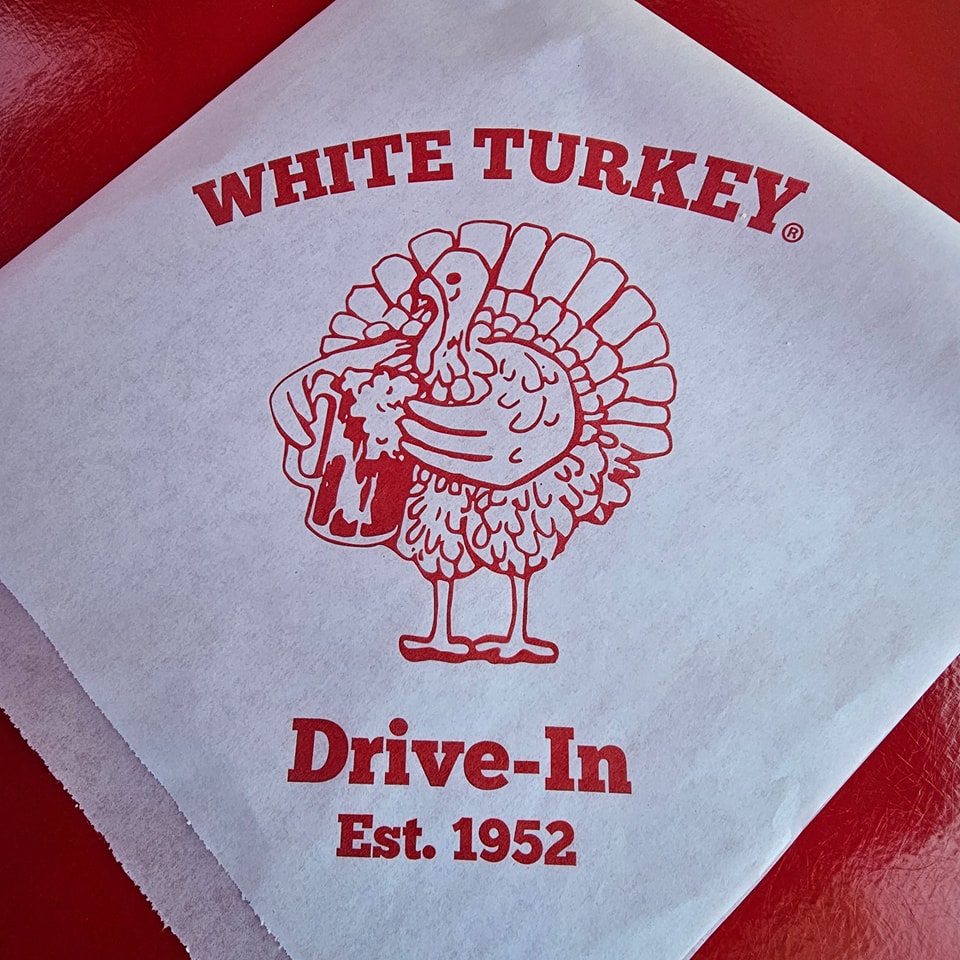 WHITE TURKEY®
Drive-In
Est. 1952